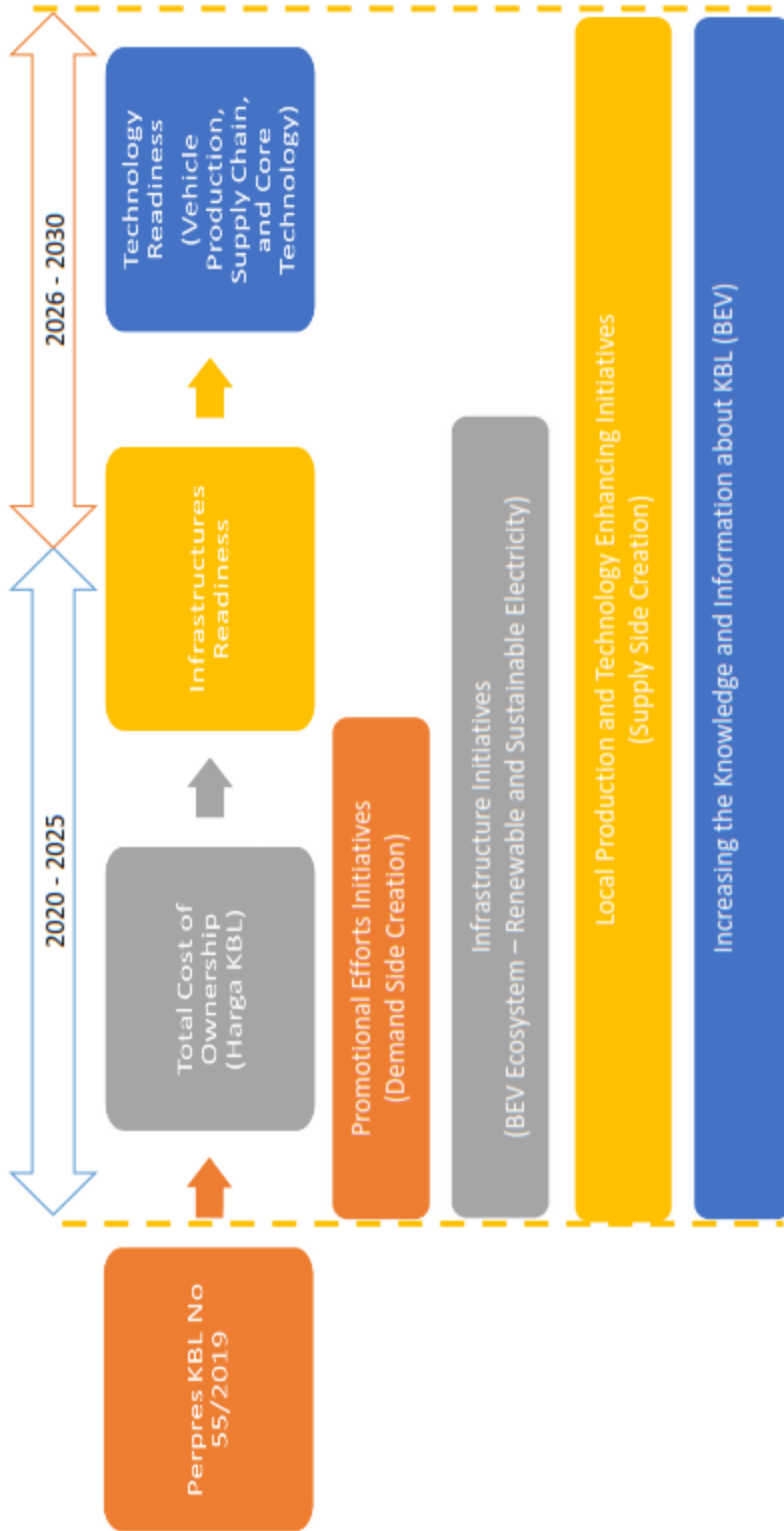 2020 - 2025
2026 - 2030
Perpres KBL No
55/2019
Total Cost of
Ownership
(Harga KBL)
Infrastructures
Readiness
Technology
Readiness
(Vehicle
Production,
Supply Chain,
and Core
Technology)
Promotional Efforts Initiatives
(Demand Side Creation)
Infrastructure Initiatives
(BEV Ecosystem – Renewable and Sustainable Electricity)
Local Production and Technology Enhancing Initiatives
(Supply Side Creation)
Increasing the Knowledge and Information about KBL (BEV)